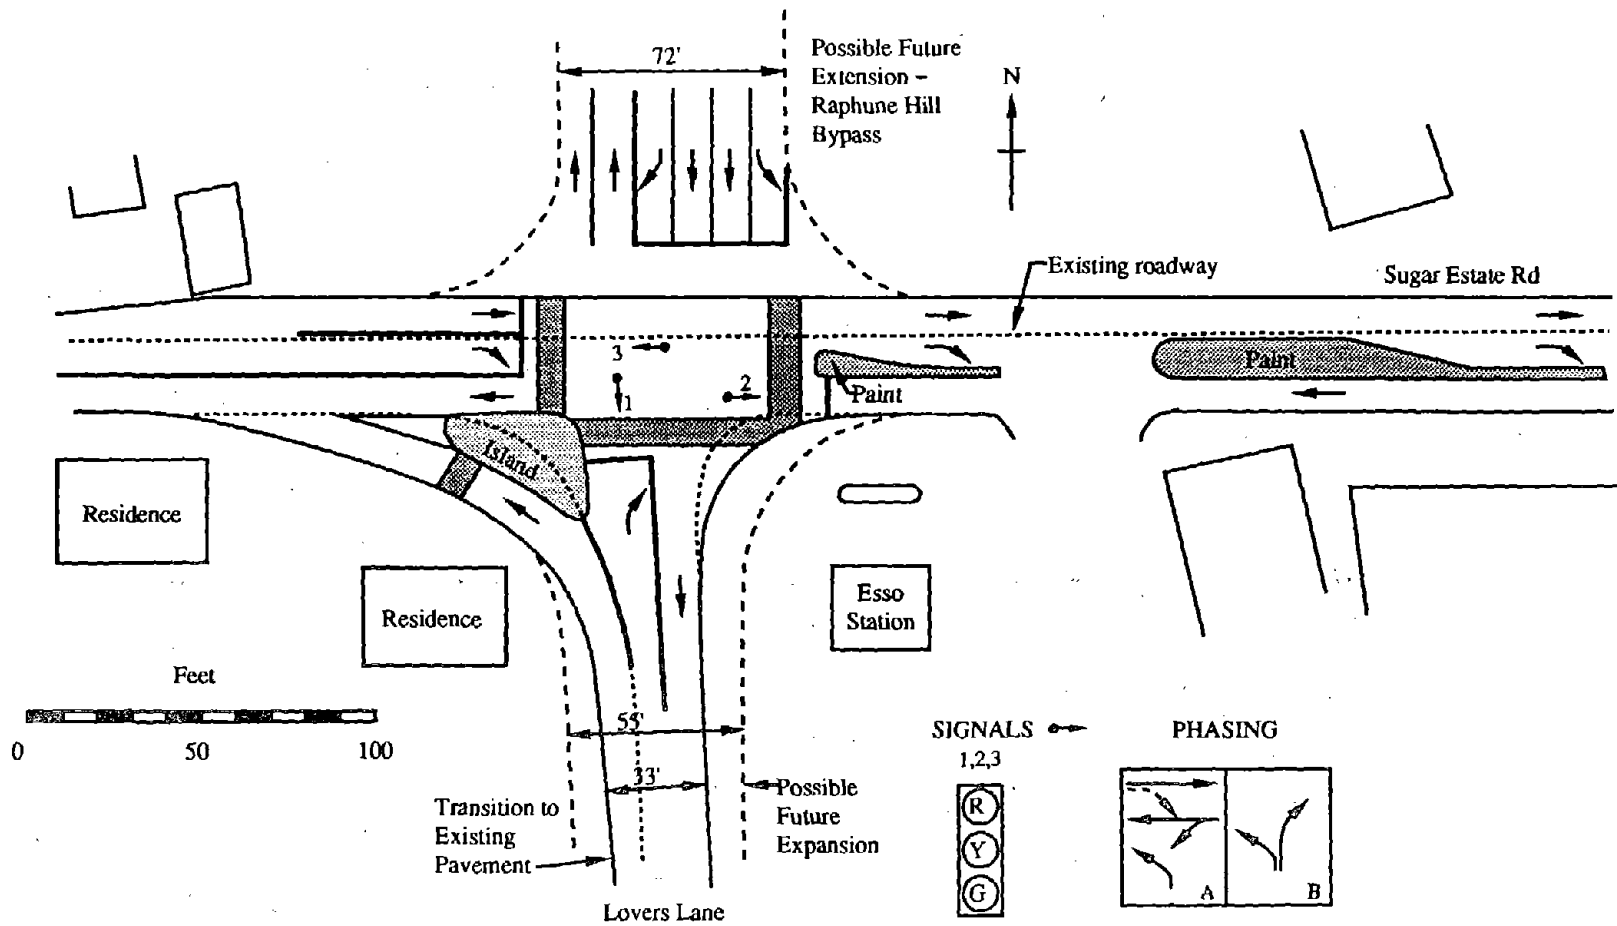 72'
Possible Future
Extension –
Raphune Hill
Bypass
N
Existing roadway
Sugar Estate Rd
3
1
2
Paint
Paint
Island
Residence
Residence
Esso
Station
Feet
0 50 100
55'
33'
Transition to
Existing
Pavement
Possible
Future
Expansion
Lovers Lane
SIGNALS
1,2,3
R
Y
G
PHASING
A
B